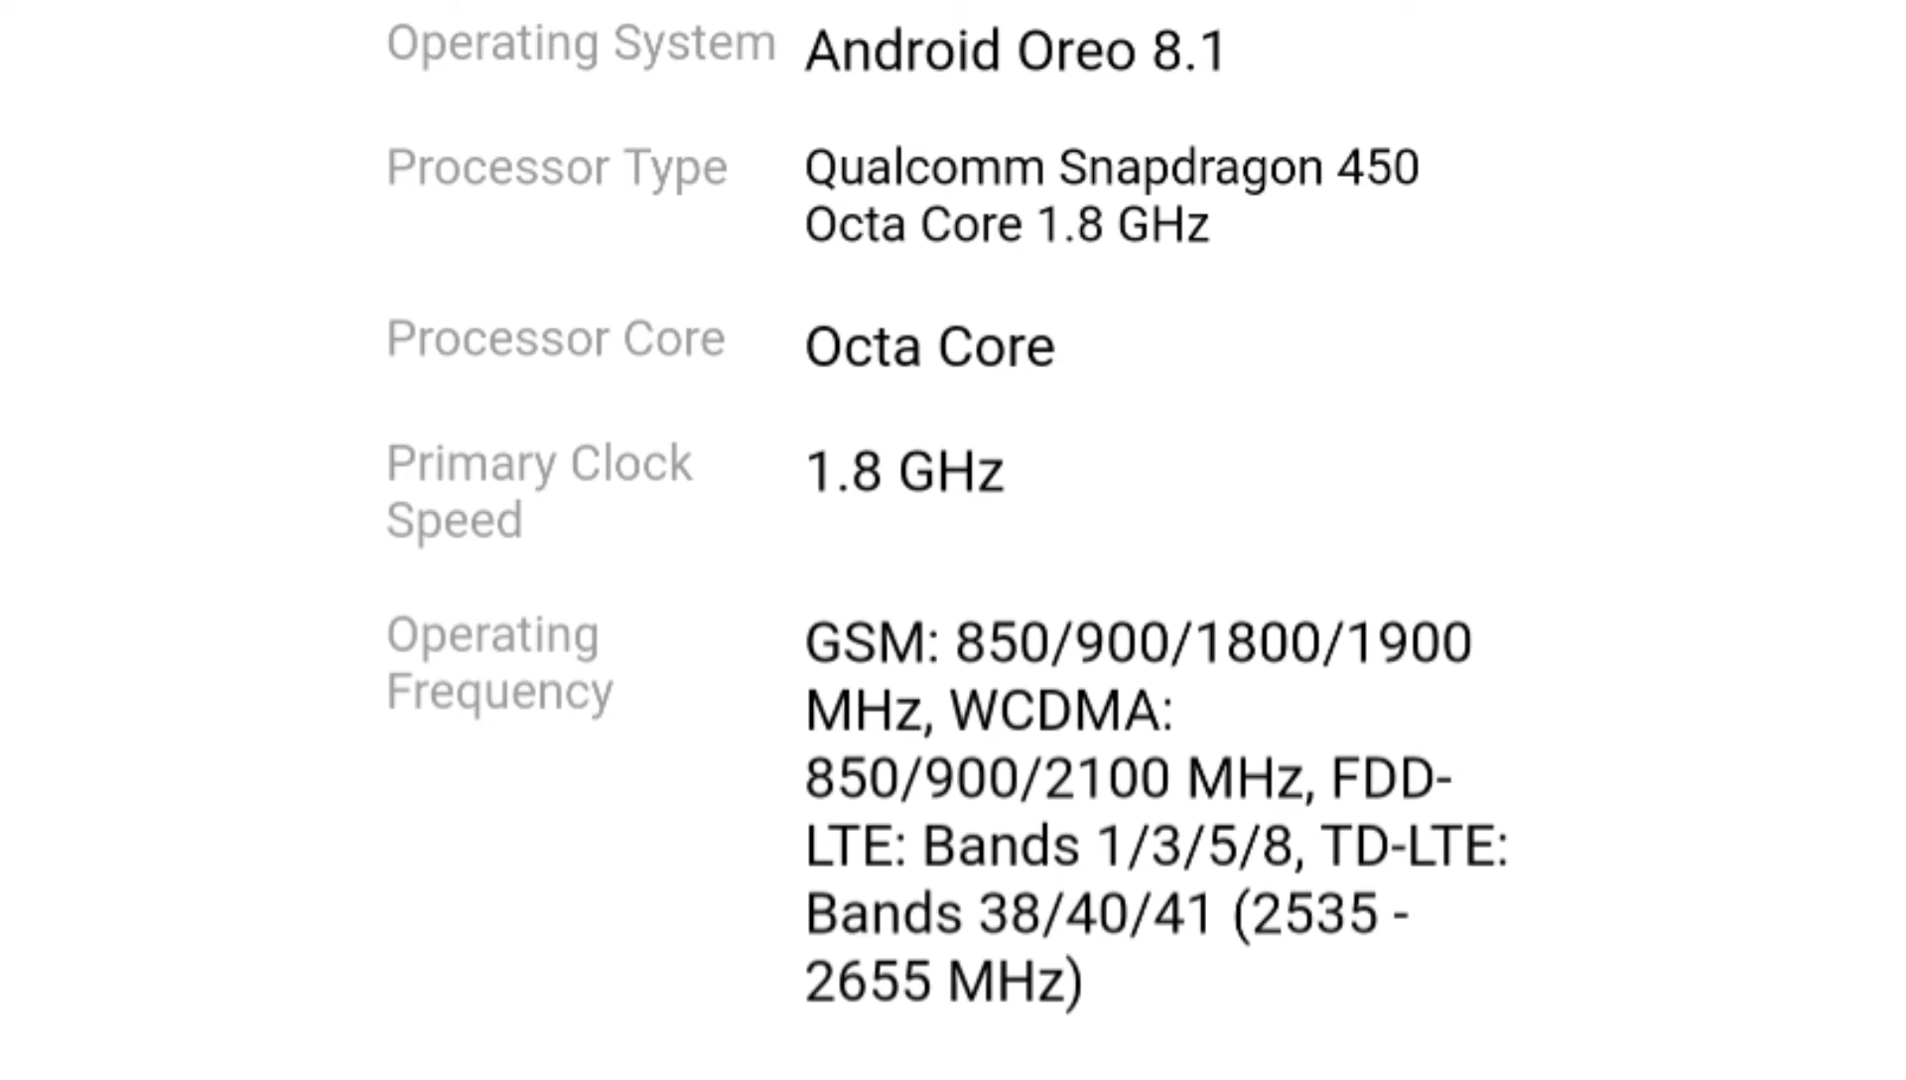 Operating System Android Oreo 8.1
Processor Type Qualcomm Snapdragon 450
Octa Core 1.8 GHz
Processor Core Octa Core
Primary Clock 1.8 GHz
Speed
Operating GSM: 850/900/1800/1900
Frequency MHz, WCDMA:
850/900/2100 MHz, FDD-
LTE: Bands 1/3/5/8, TD-LTE:
Bands 38/40/41 (2535 -
2655 MHz)